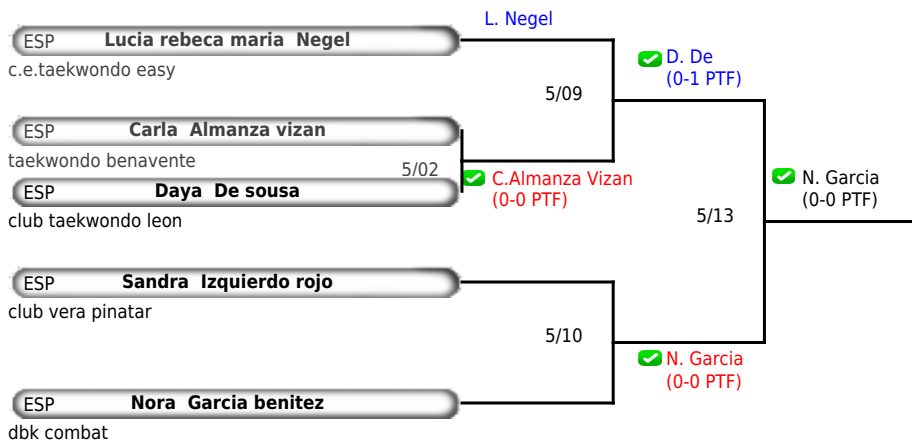 L. Negel
ESP Lucia rebeca maria Negel
c.e.taekwondo easy
D. De
(0-1 PTF)
5/09
ESP Carla Almanza vizan
taekwondo benavente
5/02
C.Almanza Vizan
(0-0 PTF)
ESP Daya De sousa
club taekwondo leon
N. Garcia
(0-0 PTF)
5/13
ESP Sandra Izquierdo rojo
club vera pinatar
5/10
N. Garcia
(0-0 PTF)
ESP Nora Garcia benitez
dbk combat